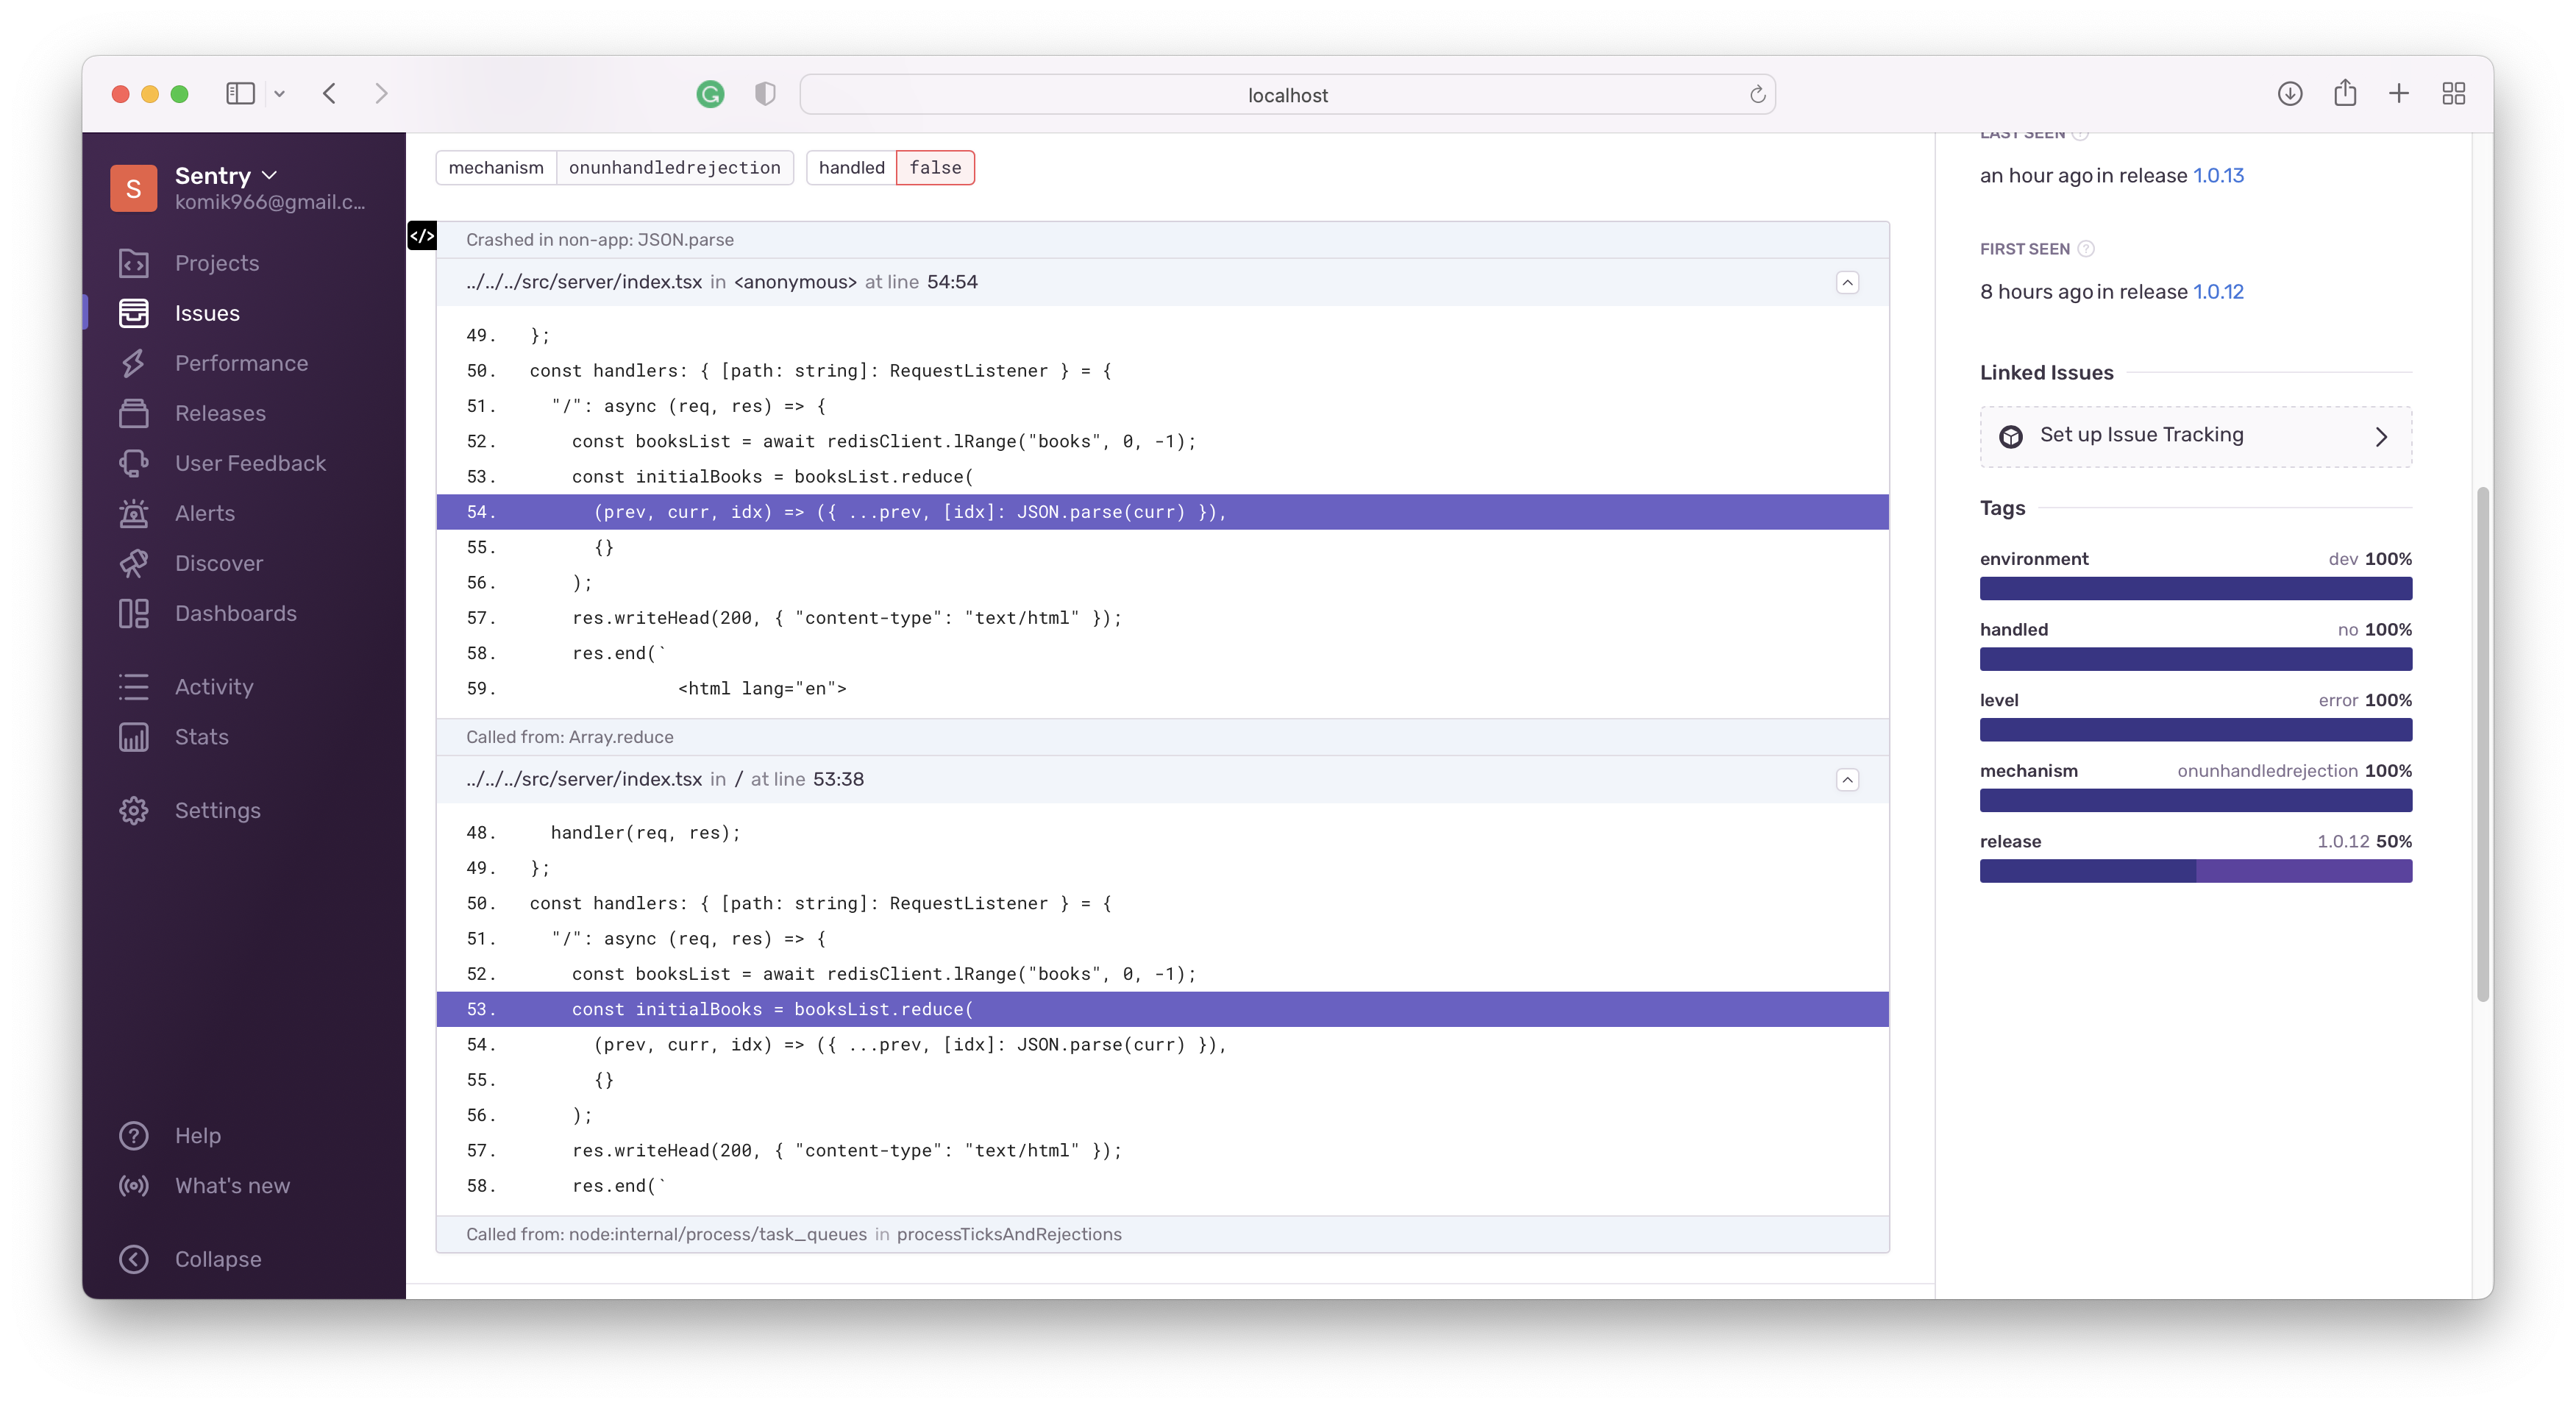 localhost
Sentry
komik966@gmail.c...
Projects
Issues
Performance
Releases
User Feedback
Alerts
Discover
Dashboards
Activity
Stats
Settings
Help
What's new
Collapse
mechanism onunhandledrejection handled false
</>
Crashed in non-app: JSON.parse
../../../src/server/index.tsx in <anonymous> at line 54:54
49. };
50. const handlers: { [path: string]: RequestListener } = {
51. "/": async (req, res) => {
52. const booksList = await redisClient.lRange("books", 0, -1);
53. const initialBooks = booksList.reduce(
54. (prev, curr, idx) => ({ ...prev, [idx]: JSON.parse(curr) }),
55. {}
56. );
57. res.writeHead(200, { "content-type": "text/html" });
58. res.end(`
59. <html lang="en">
Called from: Array.reduce
../../../src/server/index.tsx in / at line 53:38
48. handler(req, res);
49. };
50. const handlers: { [path: string]: RequestListener } = {
51. "/": async (req, res) => {
52. const booksList = await redisClient.lRange("books", 0, -1);
53. const initialBooks = booksList.reduce(
54. (prev, curr, idx) => ({ ...prev, [idx]: JSON.parse(curr) }),
55. {}
56. );
57. res.writeHead(200, { "content-type": "text/html" });
58. res.end(`
Called from: node:internal/process/task_queues in processTicksAndRejections
LAST SEEN ?
an hour ago in release 1.0.13
FIRST SEEN ?
8 hours ago in release 1.0.12
Linked Issues
Set up Issue Tracking
Tags
environment dev 100%
handled no 100%
level error 100%
mechanism onunhandledrejection 100%
release 1.0.12 50%